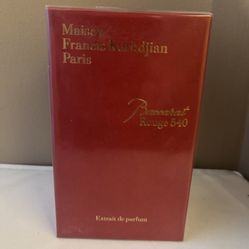 Maison
Francis Kurkdjian
Paris
Baccarat
Rouge 540
Extrait de parfum